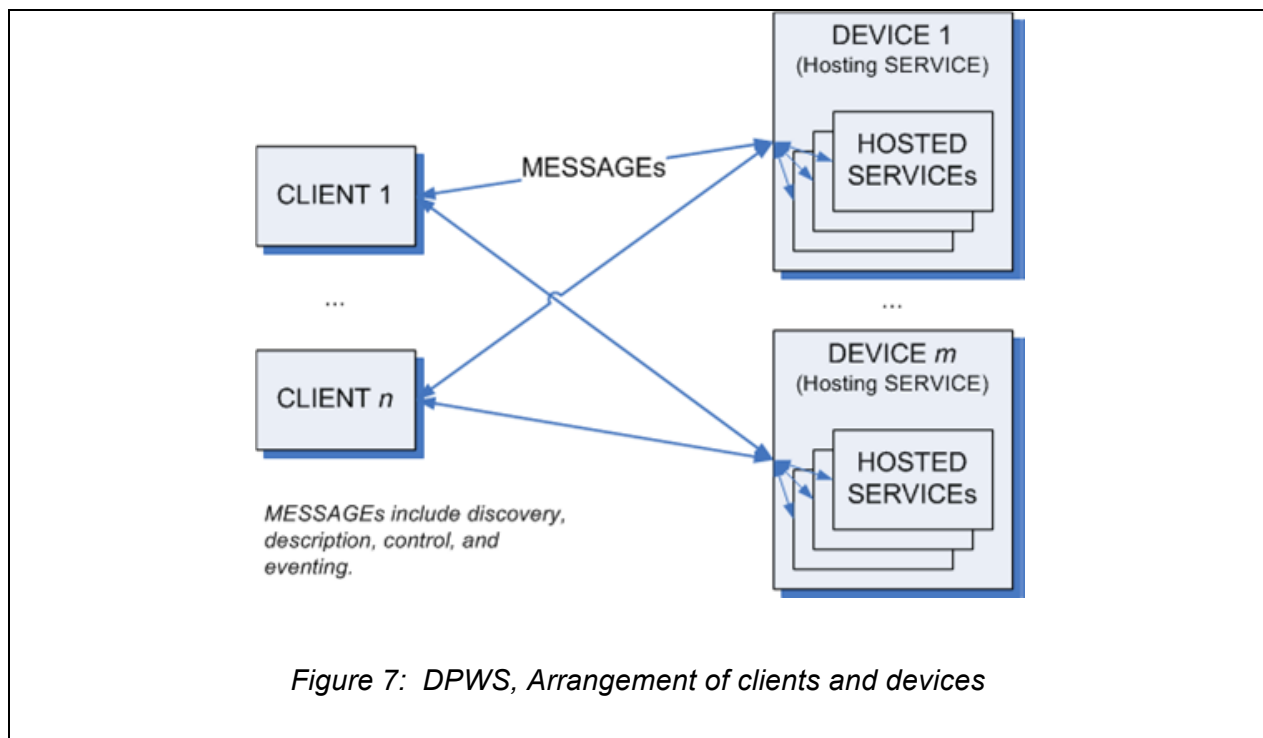 DEVICE 1
(Hosting SERVICE)
HOSTED
SERVICEs
MESSAGEs
CLIENT 1
...
...
CLIENT n
DEVICE m
(Hosting SERVICE)
HOSTED
SERVICEs
MESSAGEs include discovery,
description, control, and
eventing.
Figure 7:  DPWS, Arrangement of clients and devices